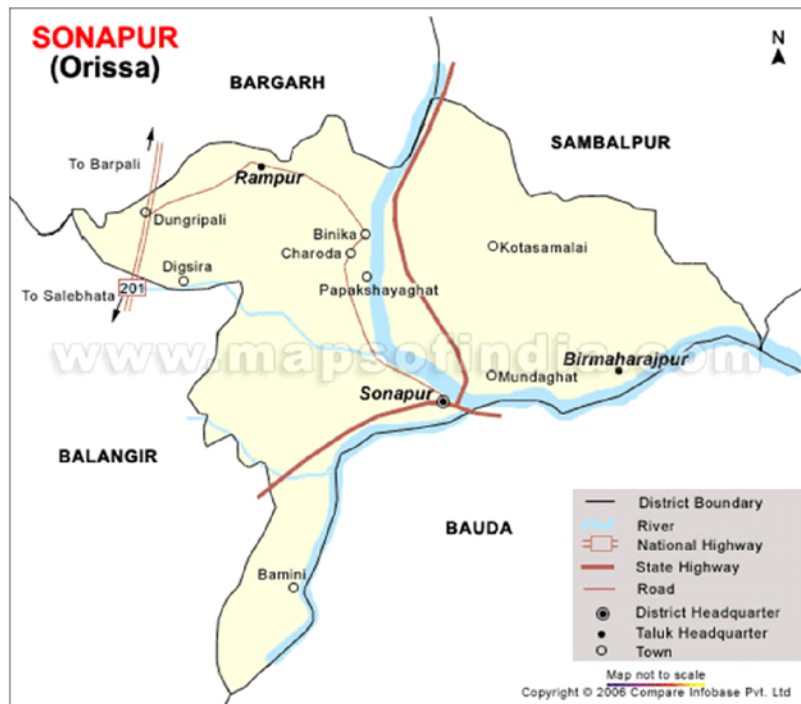 SONAPUR
(Orissa)
N
BARGARH
SAMBALPUR
To Barpali
Rampur
Dungripali
Binika
Kotasamalai
Charoda
Digsira
Papakshayaghat
201
To Salebhata
www.mapsofindia.com
Birmaharajpur
Mundaghat
Sonapur
BALANGIR
BAUDA
Bamini
District Boundary
River
National Highway
State Highway
Road
District Headquarter
Taluk Headquarter
Town
Map not to scale
Copyright © 2006 Compare Infobase Pvt. Ltd